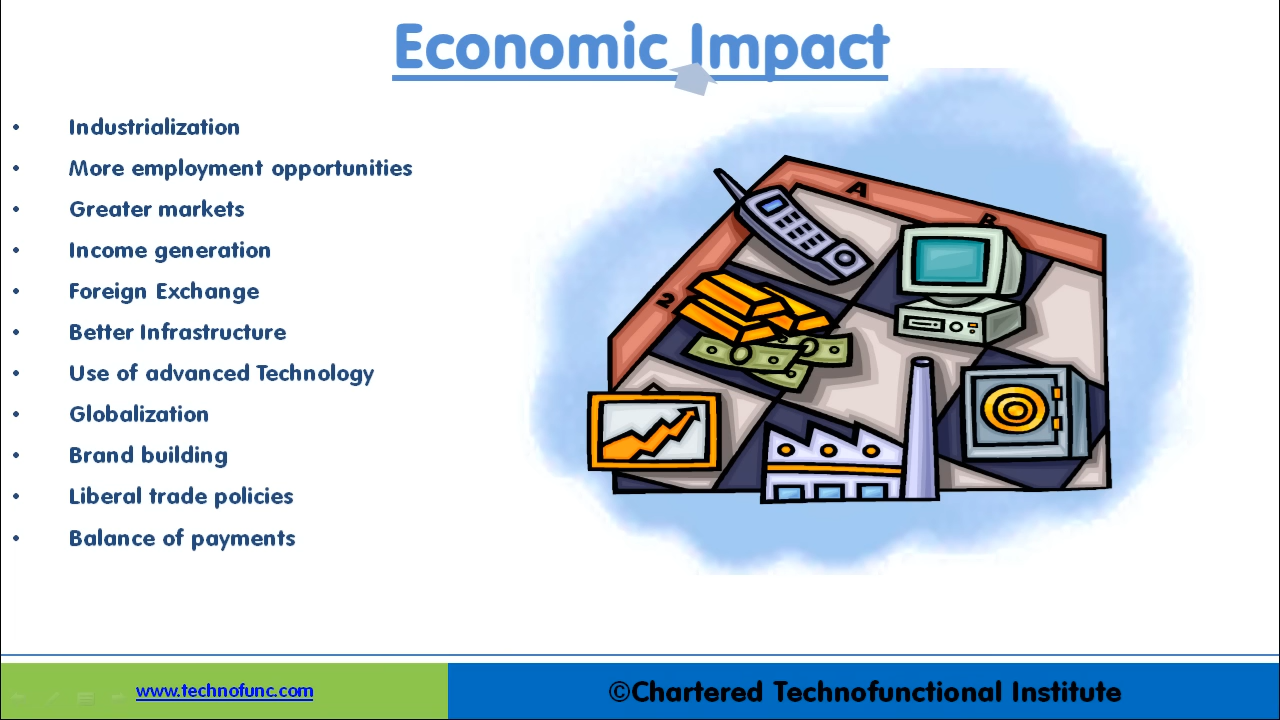 Economic Impact
• Industrialization
• More employment opportunities
• Greater markets
• Income generation
• Foreign Exchange
• Better Infrastructure
• Use of advanced Technology
• Globalization
• Brand building
• Liberal trade policies
• Balance of payments
A
B
2
www.technofunc.com
©Chartered Technofunctional Institute